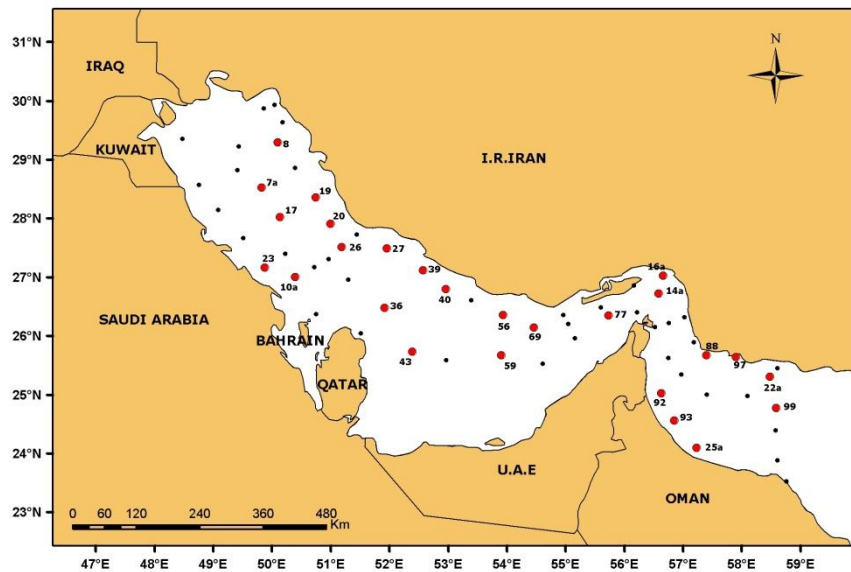 N
31°N
IRAQ
30°N
KUWAIT
8
29°N
I.R.IRAN
7a
19
28°N
17
20
26
27
23
39
16a
27°N
10a
40
14a
36
SAUDI ARABIA
56
77
26°N
BAHRAIN
69
43
59
88
97
QATAR
22a
25°N
92
99
93
24°N
25a
U.A.E
OMAN
23°N
0 60 120 240 360 480
Km
47°E 48°E 49°E 50°E 51°E 52°E 53°E 54°E 55°E 56°E 57°E 58°E 59°E